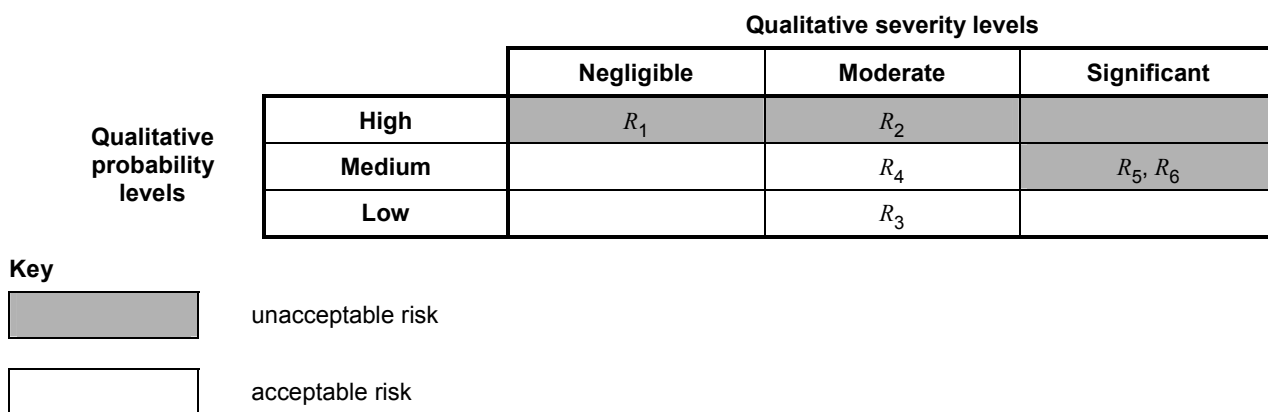 Qualitative severity levels
Negligible Moderate Significant
Qualitative probability levels
High R1 R2
Medium R4 R5, R6
Low R3
Key
unacceptable risk
acceptable risk